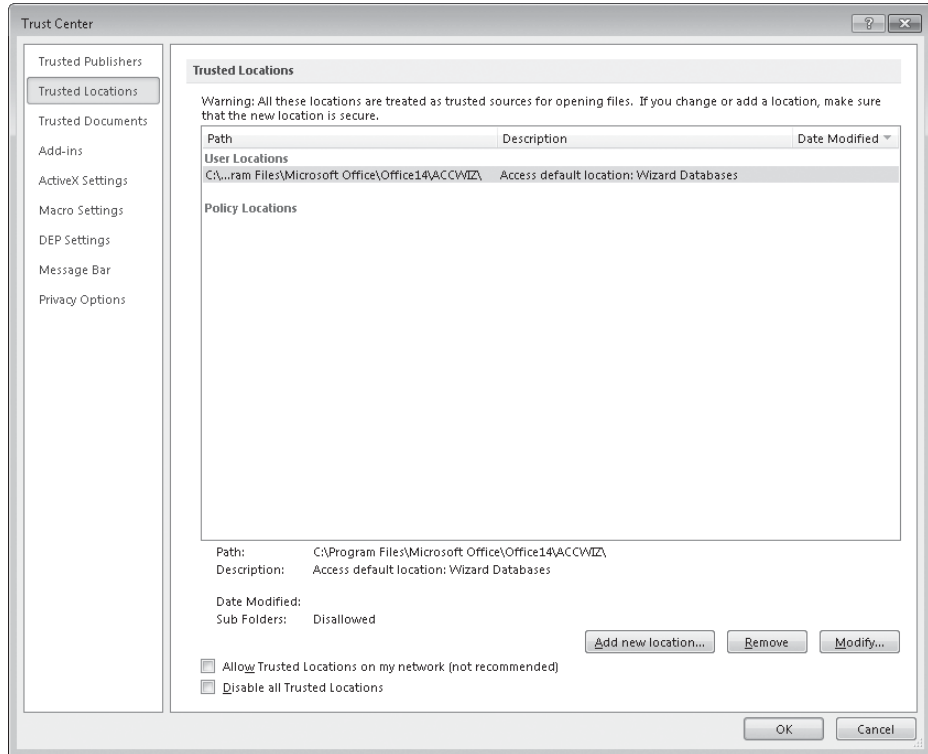 Trust Center
Trusted Publishers
Trusted Locations
Trusted Documents
Add-ins
ActiveX Settings
Macro Settings
DEP Settings
Message Bar
Privacy Options
Trusted Locations
Warning: All these locations are treated as trusted sources for opening files. If you change or add a location, make sure
that the new location is secure.
Path Description Date Modified
User Locations
C:\...ram Files\Microsoft Office\Office14\ACCWIZ\ Access default location: Wizard Databases
Policy Locations
Path: C:\Program Files\Microsoft Office\Office14\ACCWIZ\
Description: Access default location: Wizard Databases
Date Modified:
Sub Folders: Disallowed
Add new location... Remove Modify...
Allow Trusted Locations on my network (not recommended)
Disable all Trusted Locations
OK Cancel